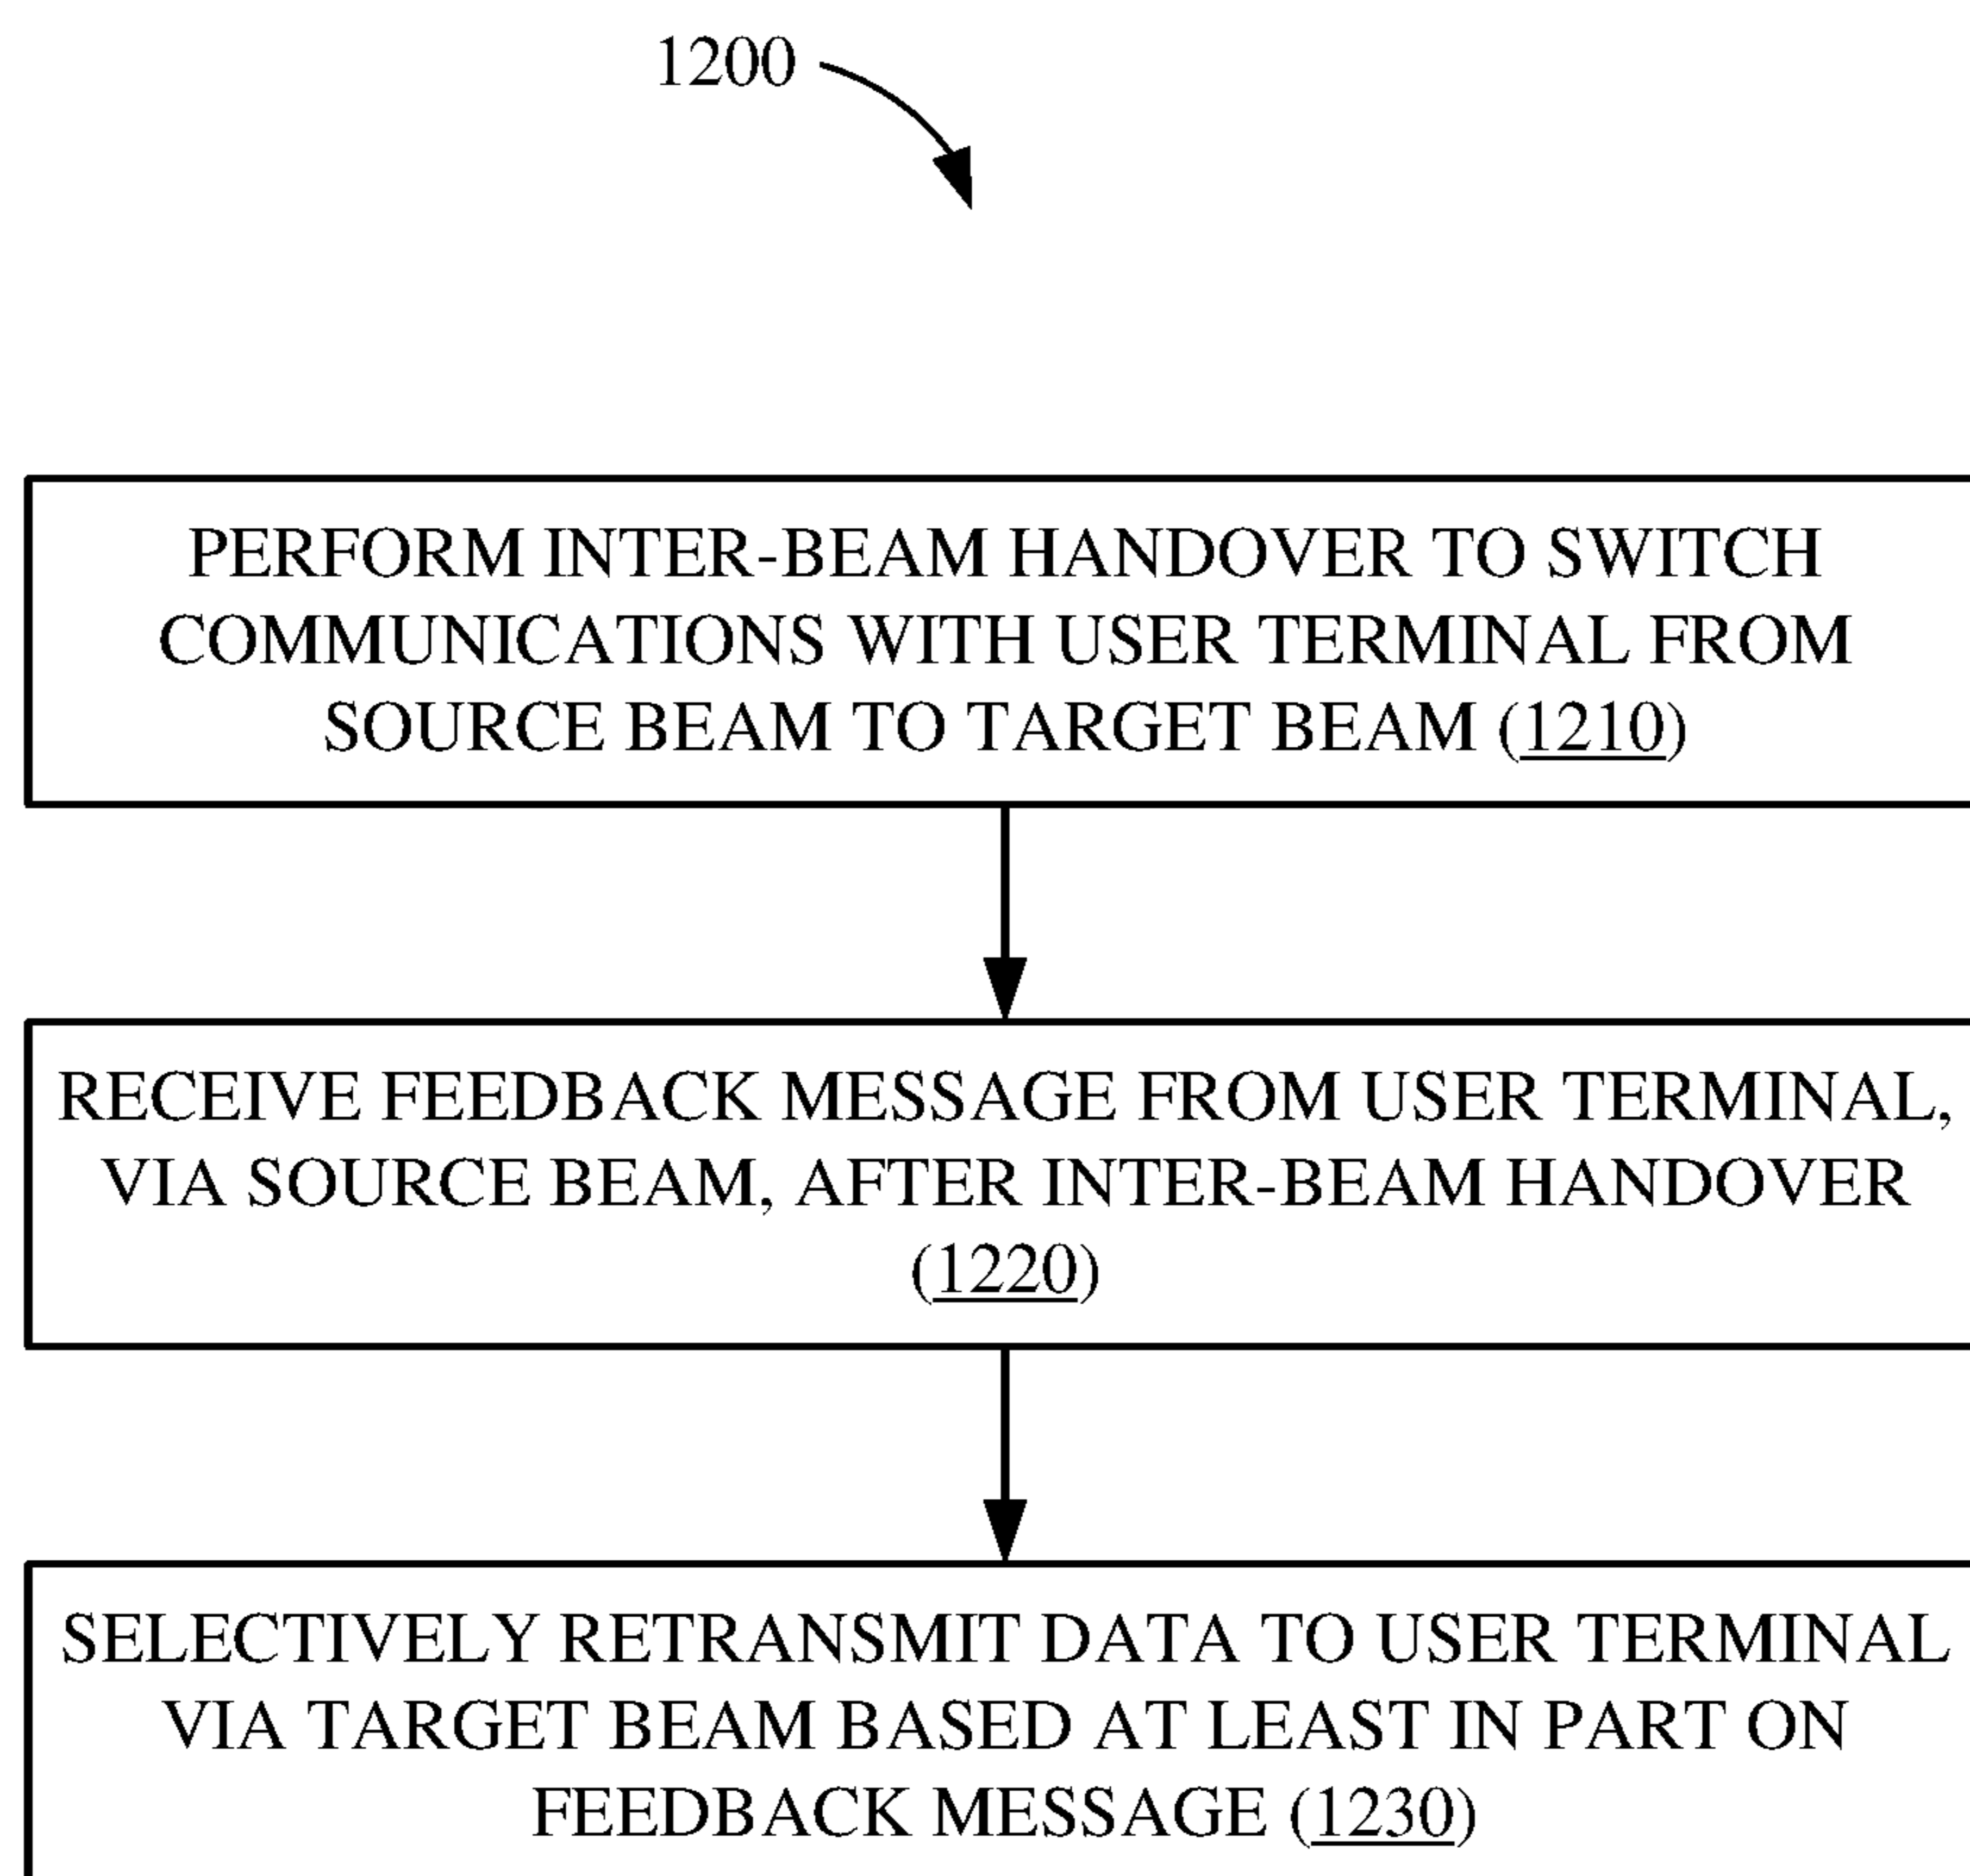 1200
PERFORM INTER-BEAM HANDOVER TO SWITCH
COMMUNICATIONS WITH USER TERMINAL FROM
SOURCE BEAM TO TARGET BEAM (1210)
RECEIVE FEEDBACK MESSAGE FROM USER TERMINAL,
VIA SOURCE BEAM, AFTER INTER-BEAM HANDOVER
(1220)
SELECTIVELY RETRANSMIT DATA TO USER TERMINAL
VIA TARGET BEAM BASED AT LEAST IN PART ON
FEEDBACK MESSAGE (1230)